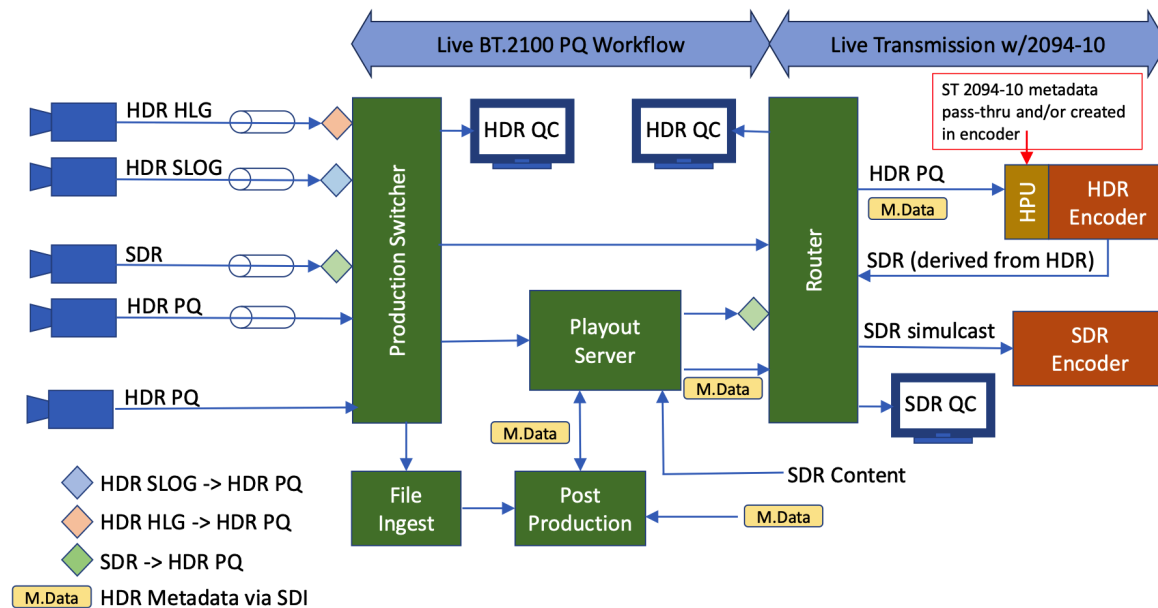 Live BT.2100 PQ Workflow
Live Transmission w/2094-10
ST 2094-10 metadata
pass-thru and/or created
in encoder
HDR HLG
HDR SLOG
SDR
HDR PQ
HDR PQ
Production Switcher
HDR QC
HDR QC
Router
HDR PQ
M.Data
HPU
HDR
Encoder
SDR (derived from HDR)
Playout
Server
M.Data
SDR simulcast
SDR
Encoder
SDR QC
M.Data
SDR Content
File
Ingest
Post
Production
M.Data
HDR SLOG -> HDR PQ
HDR HLG -> HDR PQ
SDR -> HDR PQ
M.Data HDR Metadata via SDI